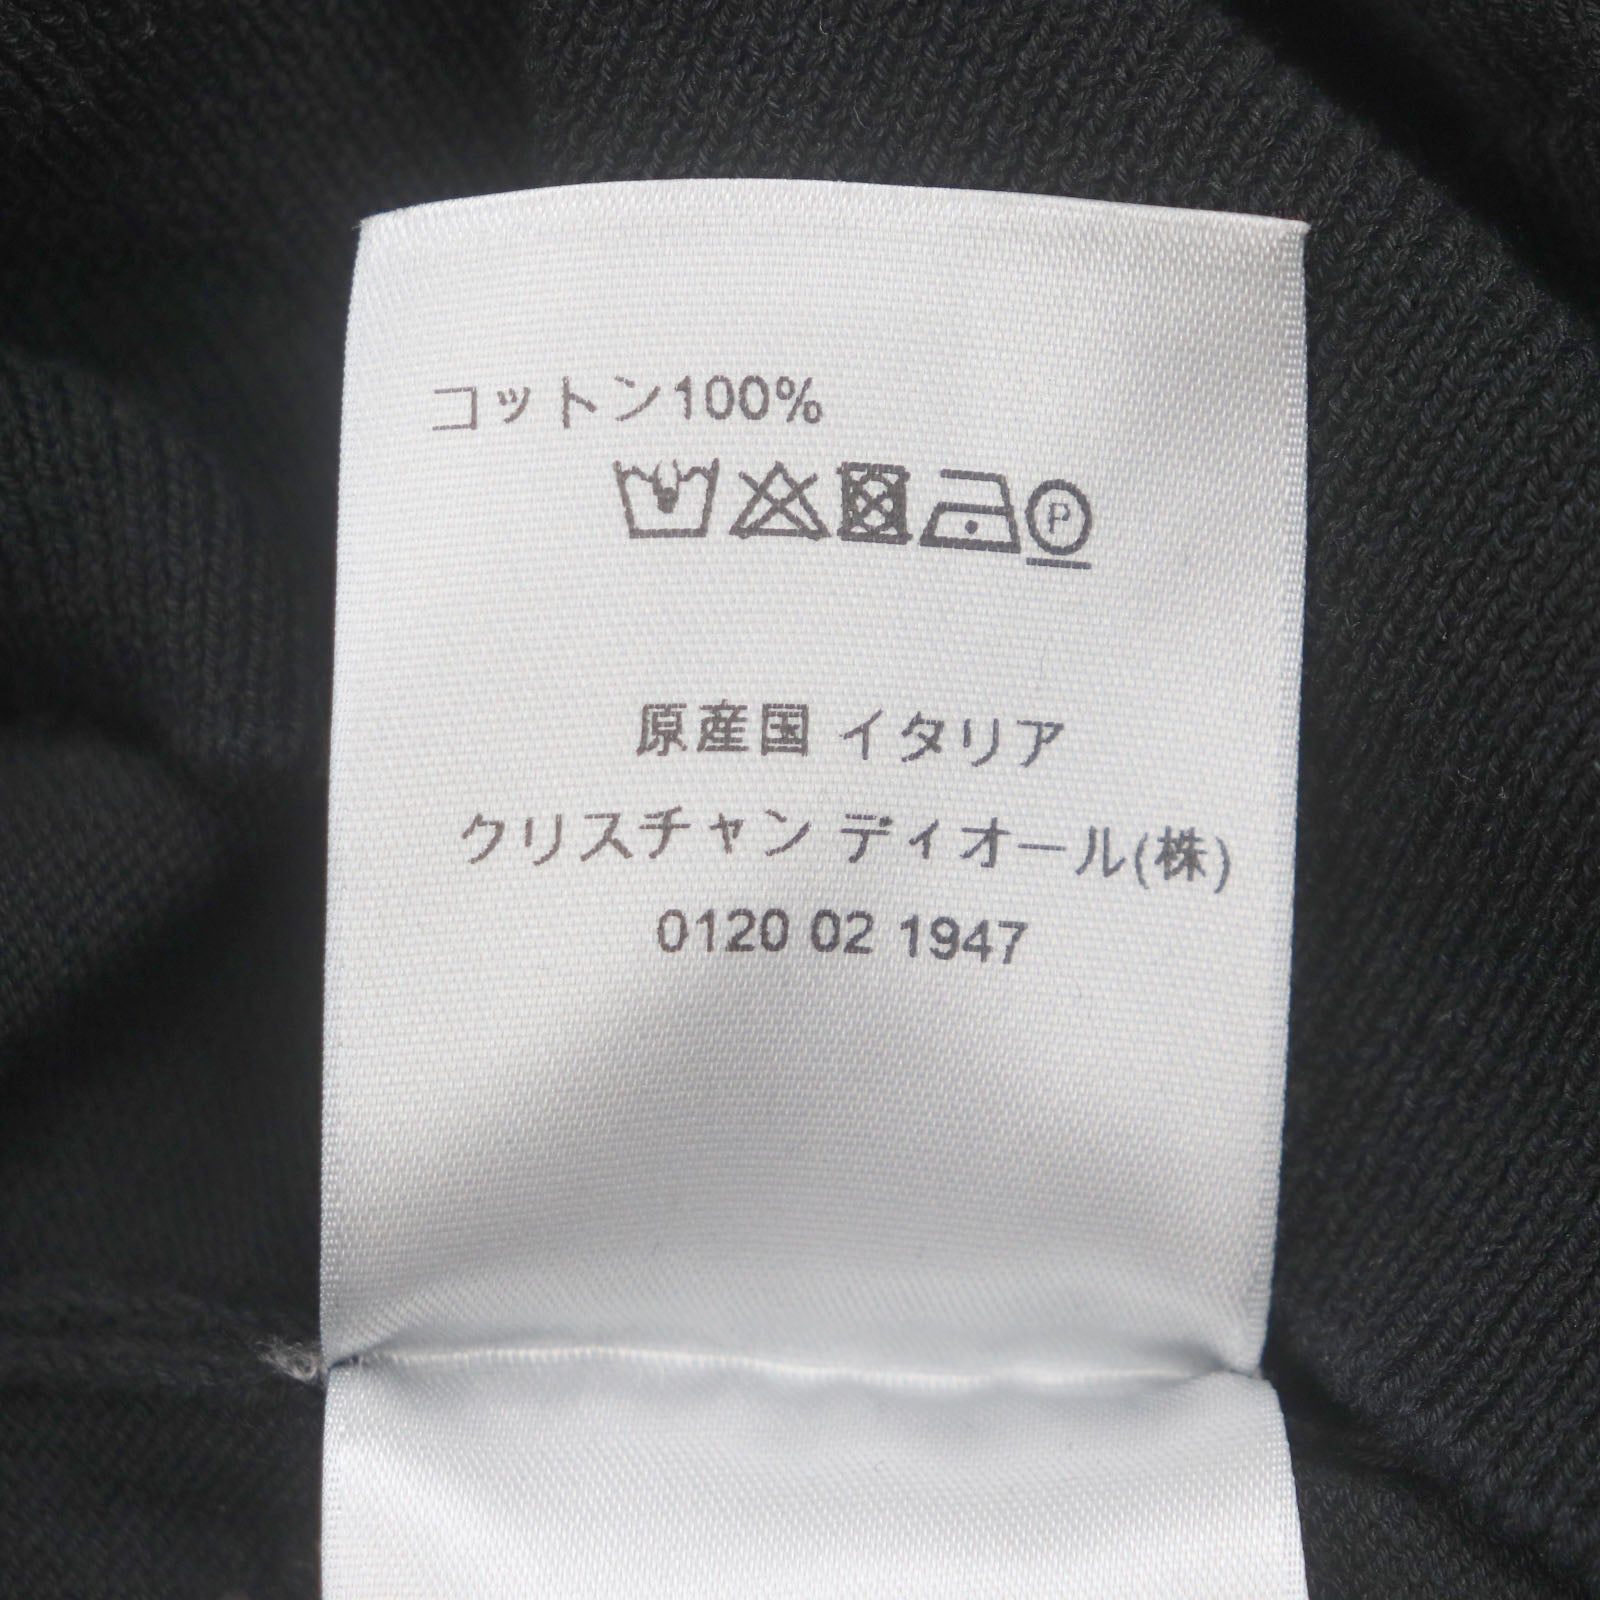 コットン100%
P
原産国 イタリア
クリスチャン ディオール(株)
0120 02 1947